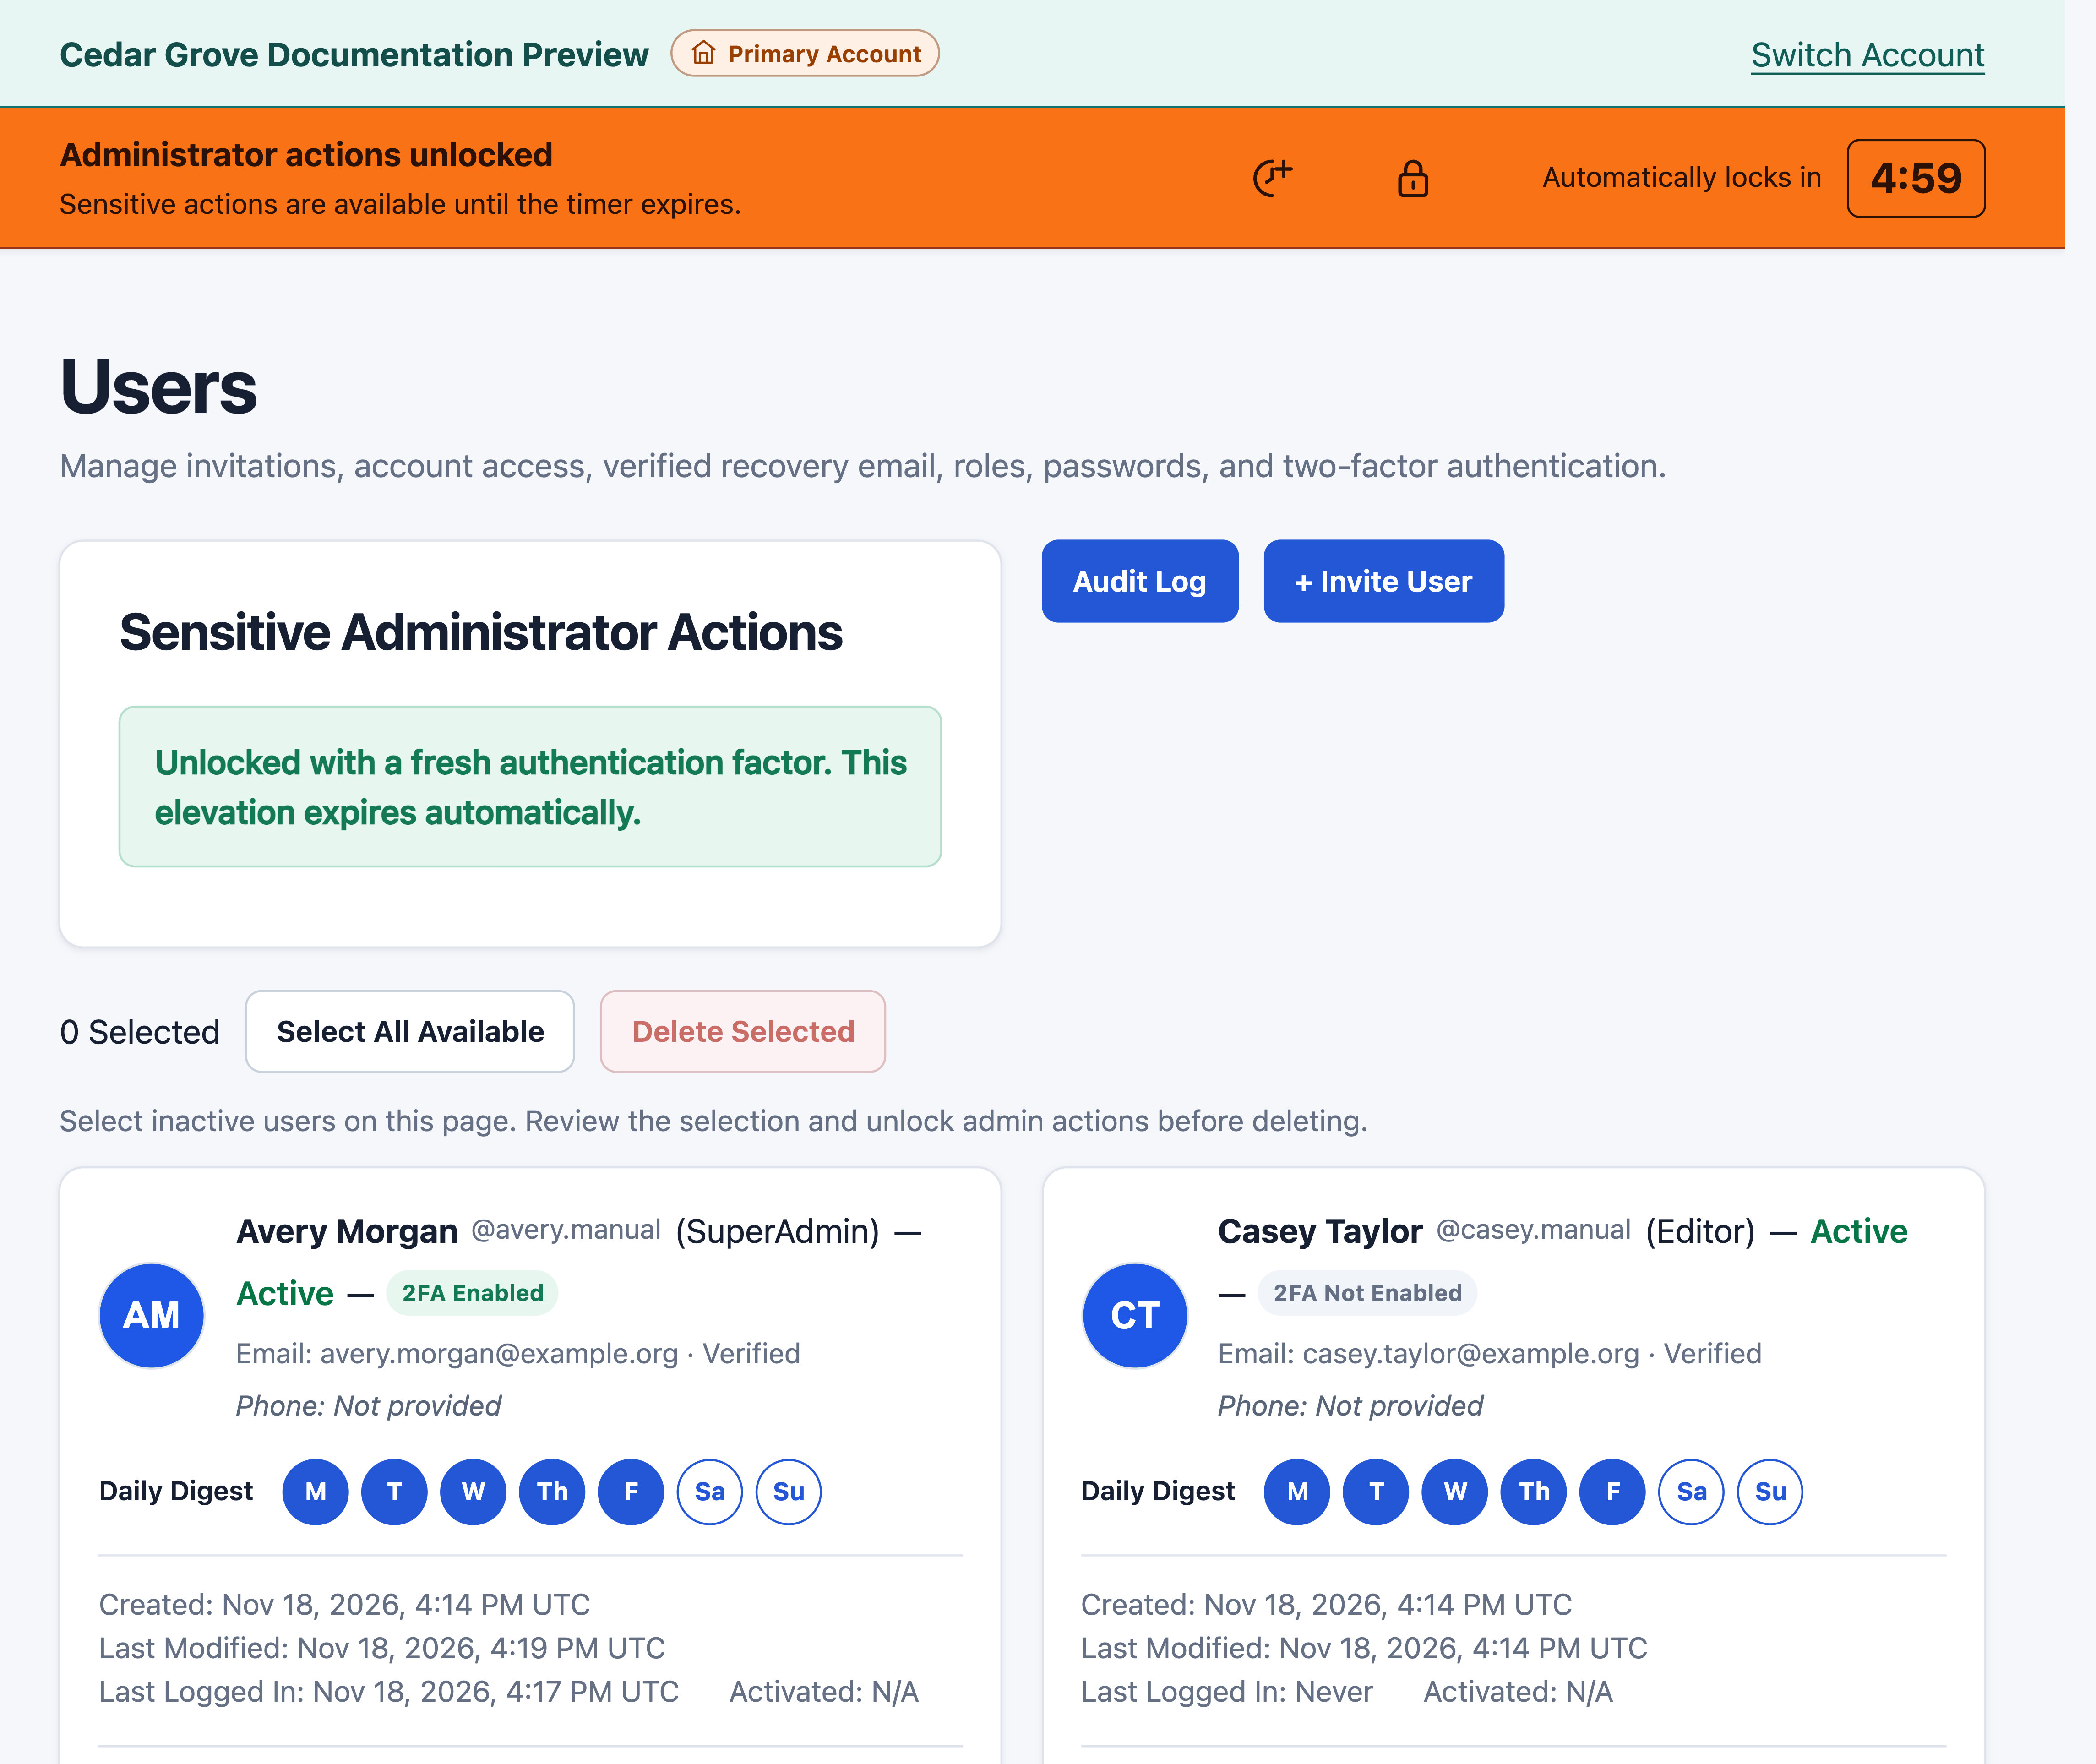 Cedar Grove Documentation Preview
Primary Account
Switch Account
Administrator actions unlocked
Sensitive actions are available until the timer expires.
Automatically locks in
4:59
Users
Manage invitations, account access, verified recovery email, roles, passwords, and two-factor authentication.
Sensitive Administrator Actions
Unlocked with a fresh authentication factor. This
elevation expires automatically.
Audit Log
+ Invite User
0 Selected
Select All Available
Delete Selected
Select inactive users on this page. Review the selection and unlock admin actions before deleting.
AM
Avery Morgan @avery.manual (SuperAdmin) —
Active — 2FA Enabled
Email: avery.morgan@example.org · Verified
Phone: Not provided
Daily Digest M T W Th F Sa Su
Created: Nov 18, 2026, 4:14 PM UTC
Last Modified: Nov 18, 2026, 4:19 PM UTC
Last Logged In: Nov 18, 2026, 4:17 PM UTC Activated: N/A
CT
Casey Taylor @casey.manual (Editor) — Active
— 2FA Not Enabled
Email: casey.taylor@example.org · Verified
Phone: Not provided
Daily Digest M T W Th F Sa Su
Created: Nov 18, 2026, 4:14 PM UTC
Last Modified: Nov 18, 2026, 4:14 PM UTC
Last Logged In: Never Activated: N/A